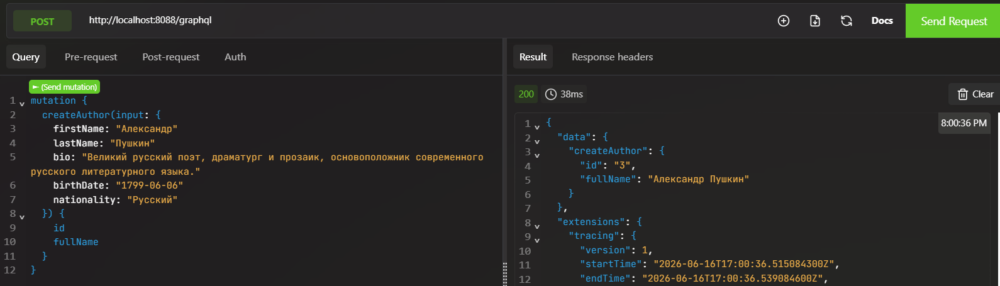 POST
http://localhost:8088/graphql
Docs
Send Request
Query Pre-request Post-request Auth
(Send mutation)
1 mutation {
2 createAuthor(input: {
3 firstName: "Александр"
4 lastName: "Пушкин"
5 bio: "Великий русский поэт, драматург и прозаик, основоположник современного
русского литературного языка."
6 birthDate: "1799-06-06"
7 nationality: "Русский"
8 }) {
9 id
10 fullName
11 }
12 }
Result Response headers
200 38ms
Clear
8:00:36 PM
1 {
2 "data": {
3 "createAuthor": {
4 "id": "3",
5 "fullName": "Александр Пушкин"
6 }
7 },
8 "extensions": {
9 "tracing": {
10 "version": 1,
11 "startTime": "2026-06-16T17:00:36.515084300Z",
12 "endTime": "2026-06-16T17:00:36.539084600Z",